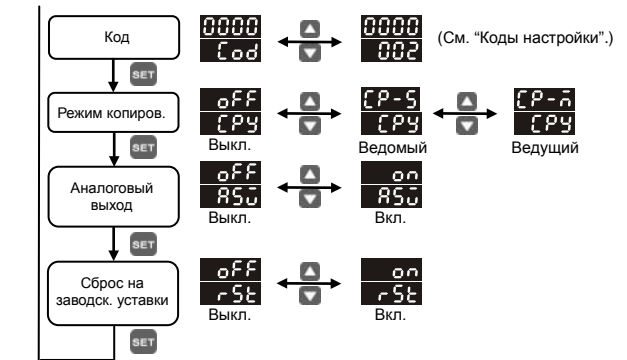 Код
0000
Cod
0000
002
(См. “Коды настройки”.)
SET
Режим копиров.
oFF
CPY
Выкл.
CP-S
CPY
Ведомый
CP-m
CPY
Ведущий
SET
Аналоговый
выход
oFF
ASW
Выкл.
on
ASW
Вкл.
SET
Сброс на
заводск. уставки
oFF
rSt
Выкл.
on
rSt
Вкл.
SET